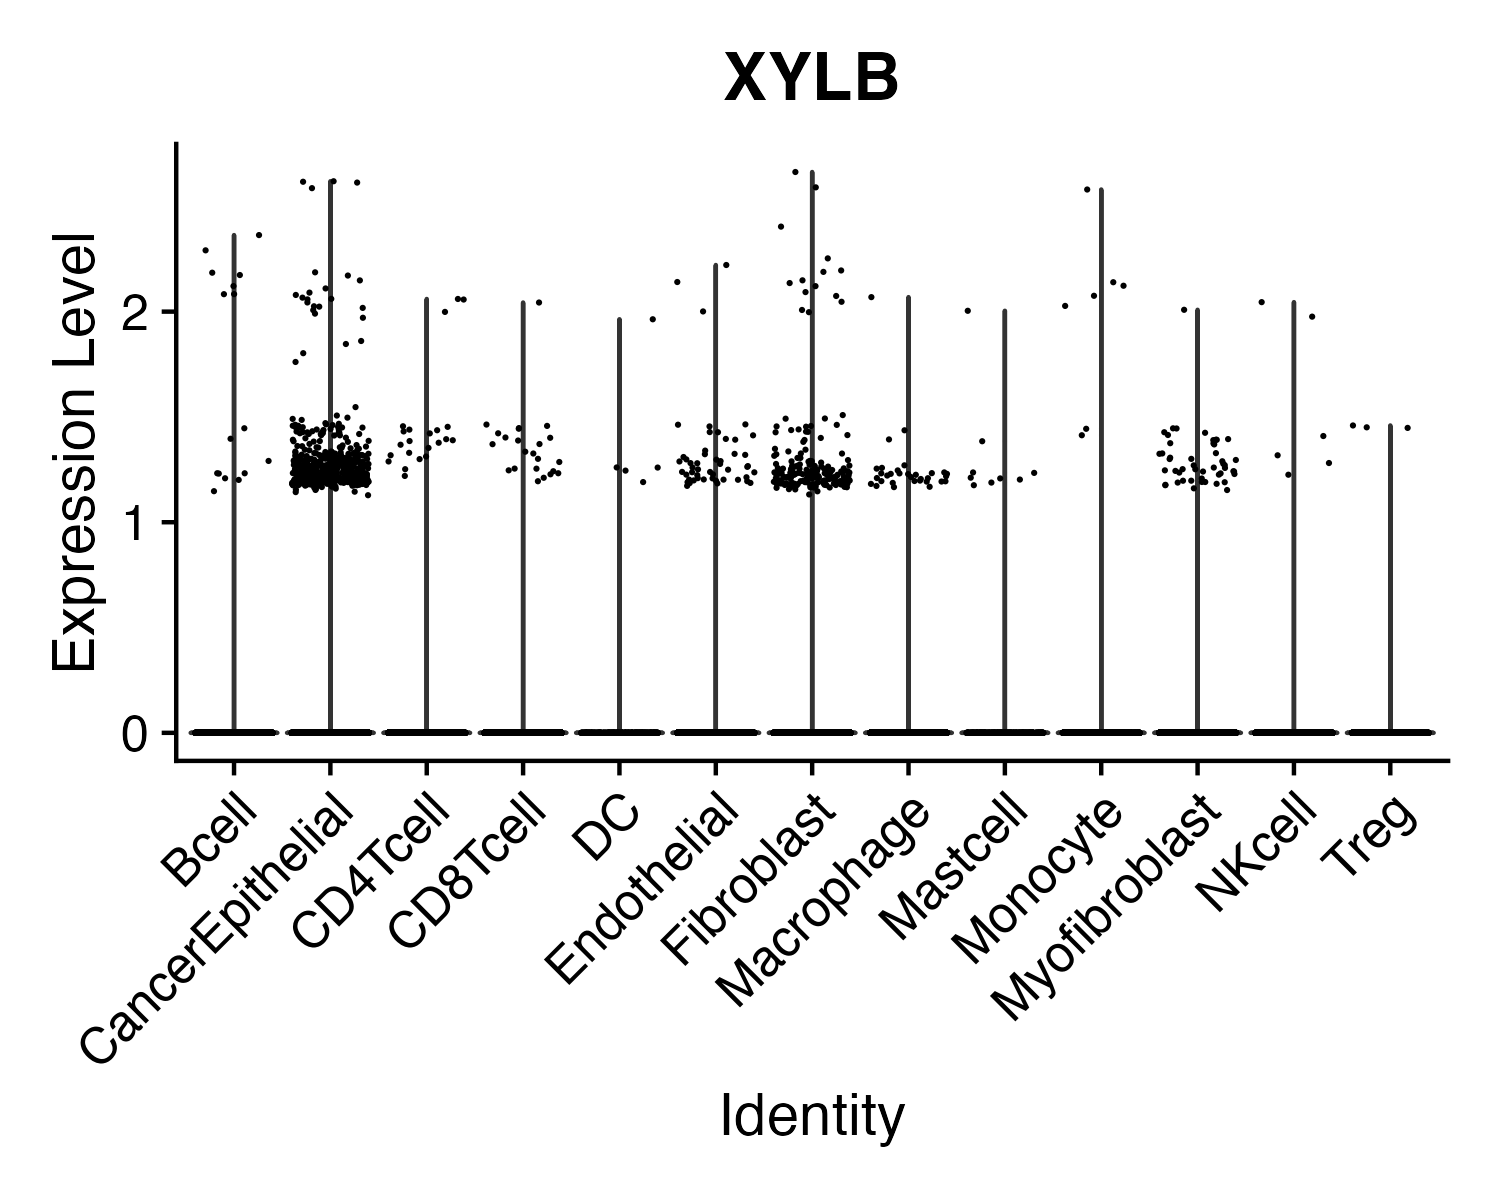 XYLB
Expression Level
2
1
0
Bcell
CancerEpithelial
CD4Tcell
CD8Tcell
DC
Endothelial
Fibroblast
Macrophage
Mastcell
Monocyte
Myofibroblast
NKcell
Treg
Identity